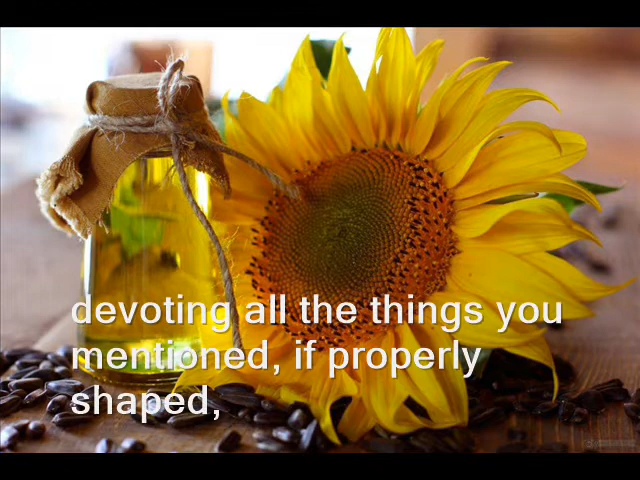 devoting all the things you
mentioned, if properly
shaped,